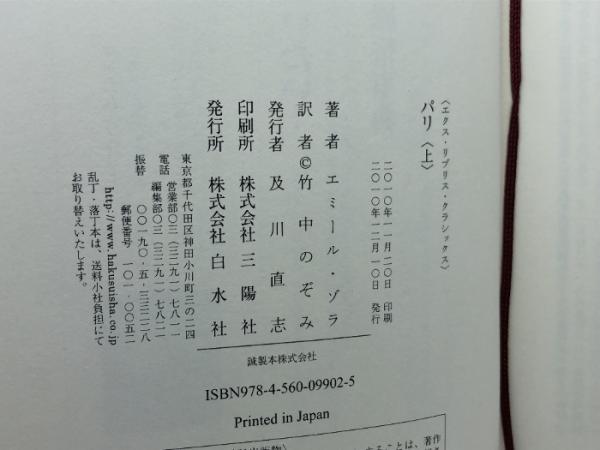 〈エクス・リブリス・クラシックス〉
パリ〈上〉
二〇一〇年一一月二〇日 印刷
二〇一〇年一二月一〇日 発行
著者 エミール・ゾラ
訳者©竹中のぞみ
発行者 及川直志
印刷所 株式会社三陽社
発行所 株式会社白水社
東京都千代田区神田小川町三の二四
電話 営業部〇三(三二九一)七八一一
編集部〇三(三二九一)七八二一
振替 〇〇一九〇-五-三三二二八
郵便番号 一〇一-〇〇五二
http://www.hakusuisha.co.jp
乱丁・落丁本は、送料小社負担にて
お取り替えいたします。
誠製本株式会社
ISBN978-4-560-09902-5
Printed in Japan
することは、著作